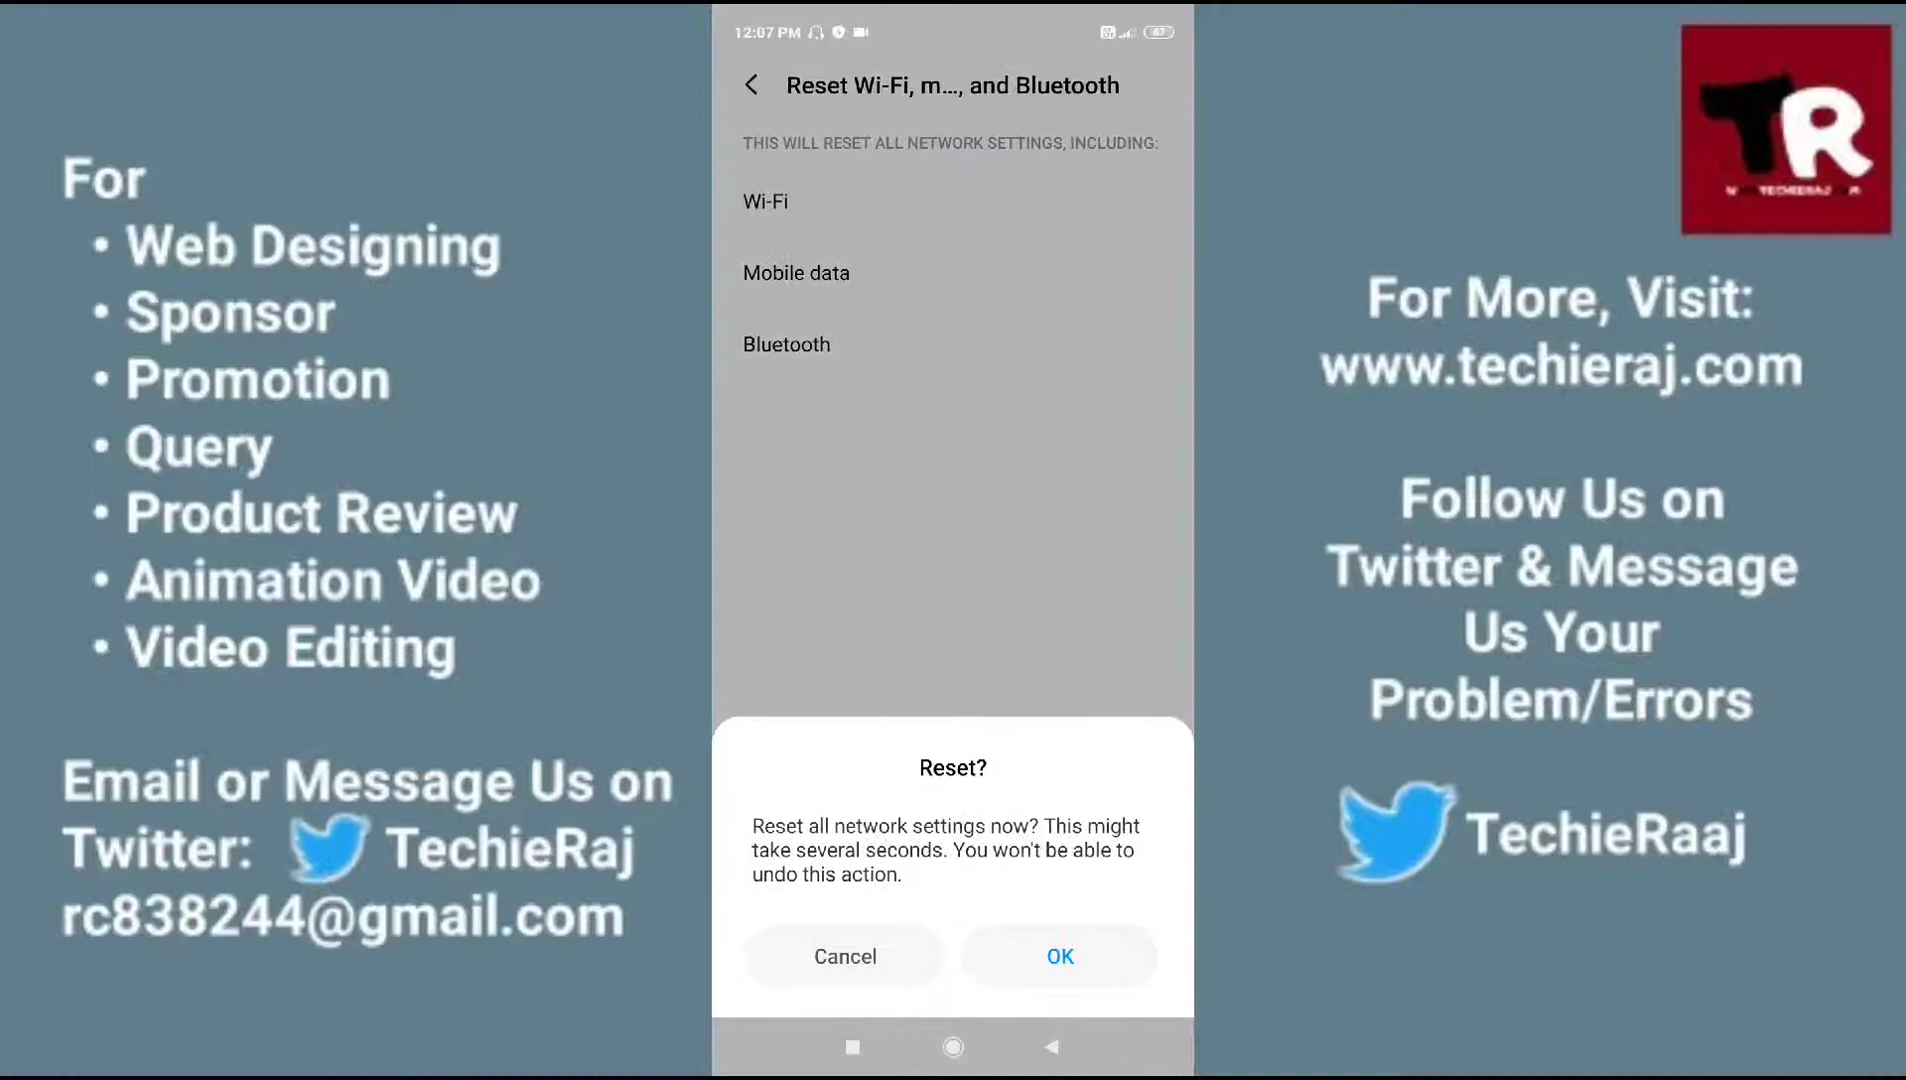 For
• Web Designing
• Sponsor
• Promotion
• Query
• Product Review
• Animation Video
• Video Editing
Email or Message Us on
Twitter: TechieRaj
rc838244@gmail.com
12:07 PM
67
Reset Wi-Fi, m..., and Bluetooth
THIS WILL RESET ALL NETWORK SETTINGS, INCLUDING:
Wi-Fi
Mobile data
Bluetooth
Reset?
Reset all network settings now? This might
take several seconds. You won't be able to
undo this action.
Cancel
OK
TR
For More, Visit:
www.techieraj.com
Follow Us on
Twitter & Message
Us Your
Problem/Errors
TechieRaaj